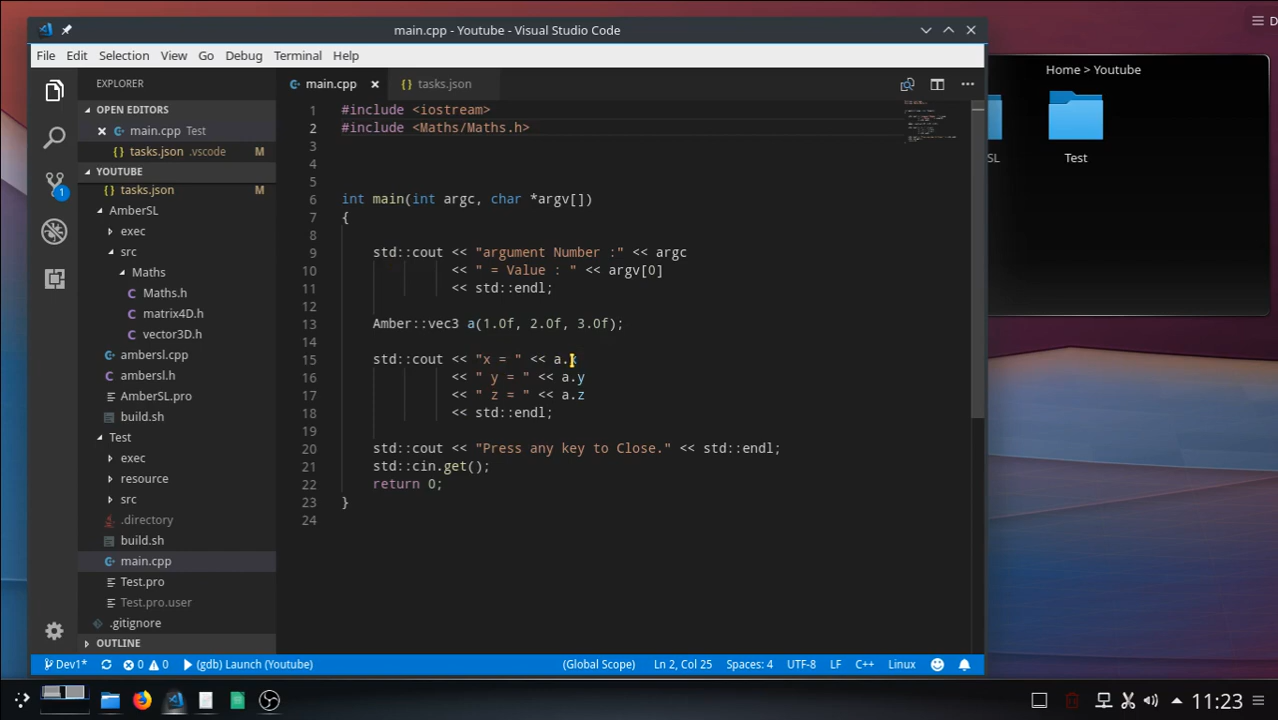 main.cpp - Youtube - Visual Studio Code
File Edit Selection View Go Debug Terminal Help
EXPLORER
OPEN EDITORS
main.cpp Test
tasks.json .vscode M
YOUTUBE
tasks.json M
AmberSL
exec
src
Maths
Maths.h
matrix4D.h
vector3D.h
ambersl.cpp
ambersl.h
AmberSL.pro
build.sh
Test
exec
resource
src
.directory
build.sh
main.cpp
Test.pro
Test.pro.user
.gitignore
OUTLINE
1
main.cpp
tasks.json
1 #include <iostream>
2 #include <Maths/Maths.h>
3
4
5
6 int main(int argc, char *argv[])
7 {
8
9 std::cout << "argument Number :" << argc
10 << " = Value : " << argv[0]
11 << std::endl;
12
13 Amber::vec3 a(1.0f, 2.0f, 3.0f);
14
15 std::cout << "x = " << a.x
16 << " y = " << a.y
17 << " z = " << a.z
18 << std::endl;
19
20 std::cout << "Press any key to Close." << std::endl;
21 std::cin.get();
22 return 0;
23 }
24
Dev1* 0 0 (gdb) Launch (Youtube) (Global Scope) Ln 2, Col 25 Spaces: 4 UTF-8 LF C++ Linux
D
Home > Youtube
SL
Test
11:23